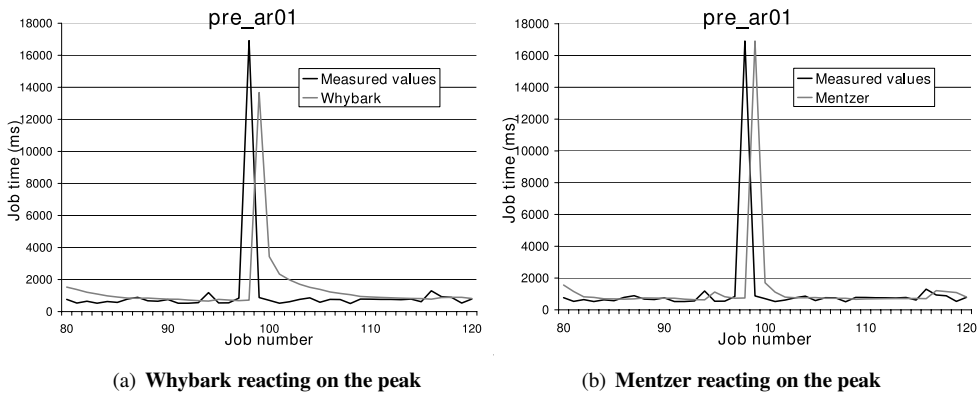 pre_ar01
18000
16000
14000
12000
10000
8000
6000
4000
2000
0
Job time (ms)
Measured values
Whybark
80
90
100
110
120
Job number
(a) Whybark reacting on the peak
pre_ar01
18000
16000
14000
12000
10000
8000
6000
4000
2000
0
Job time (ms)
Measured values
Mentzer
80
90
100
110
120
Job number
(b) Mentzer reacting on the peak